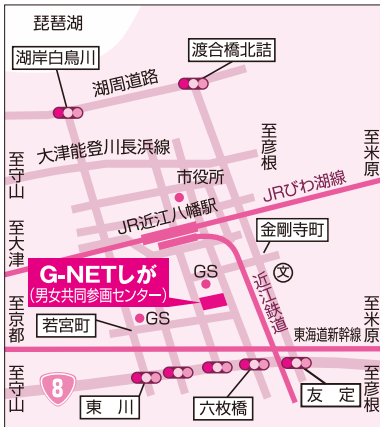 琵琶湖
湖岸白鳥川
渡合橋北詰
湖周道路
大津能登川長浜線
至彦根
至米原
至守山
市役所
JRびわ湖線
JR近江八幡駅
至大津
金剛寺町
G-NETしが
(男女共同参画センター)
GS
文
近江鉄道
至京都
若宮町
GS
東海道新幹線
至米原
至守山
8
東川
六枚橋
友定
至彦根